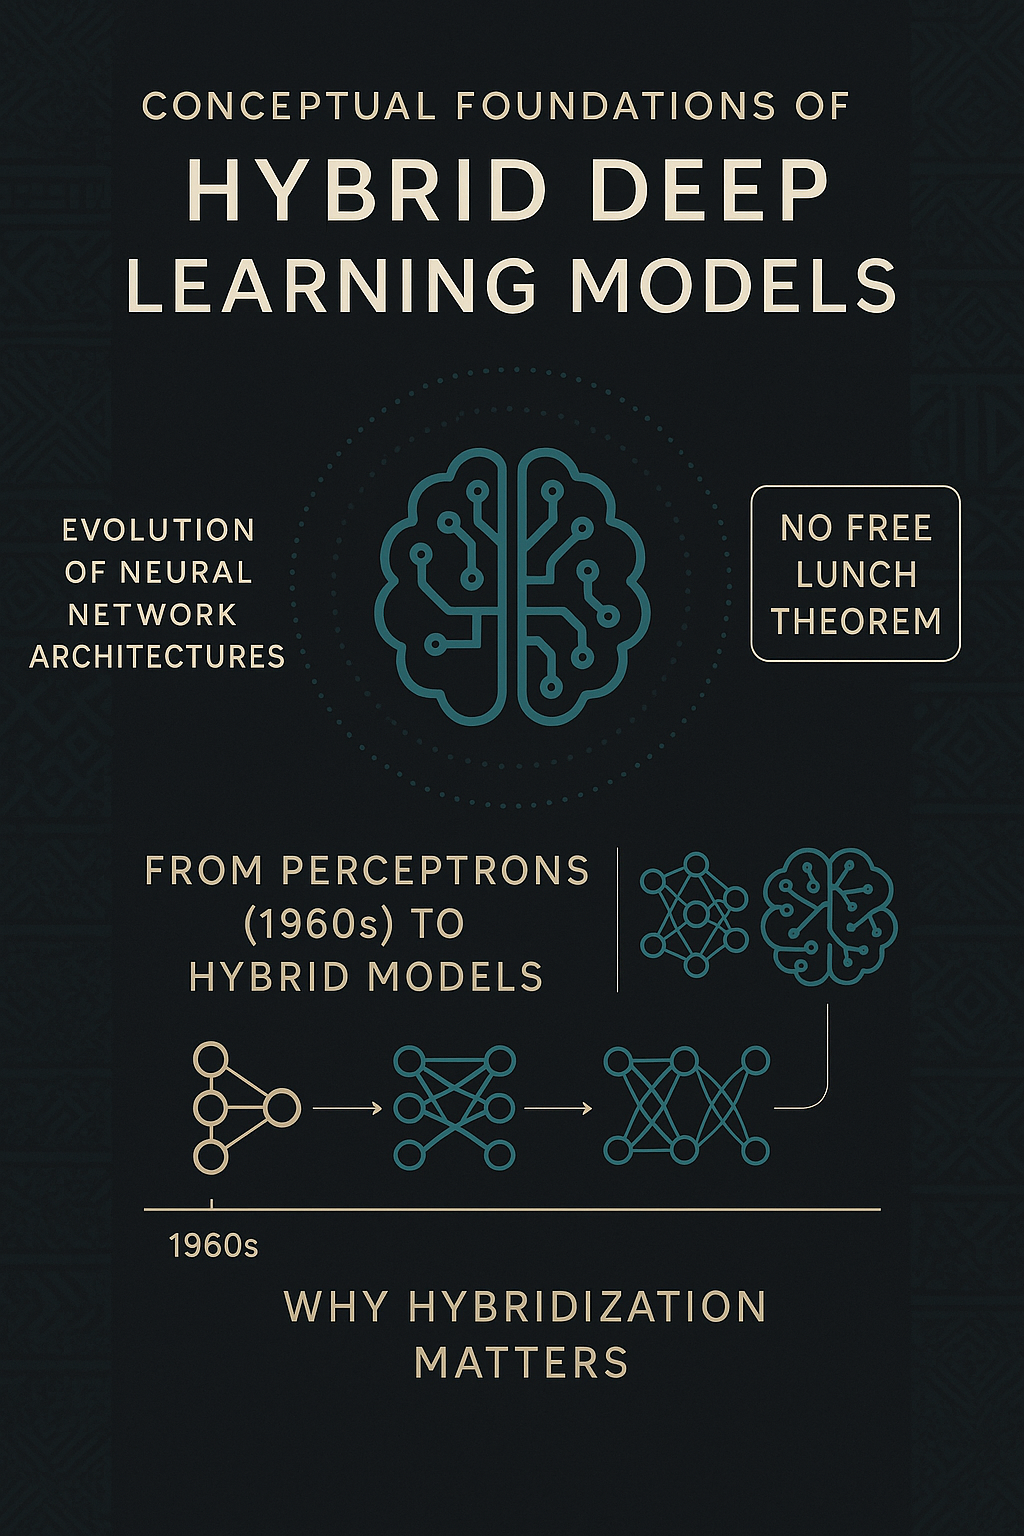 CONCEPTUAL FOUNDATIONS OF
HYBRID DEEP
LEARNING MODELS
EVOLUTION
OF NEURAL
NETWORK
ARCHITECTURES
NO FREE
LUNCH
THEOREM
FROM PERCEPTRONS
(1960s) TO
HYBRID MODELS
1960s
WHY HYBRIDIZATION
MATTERS